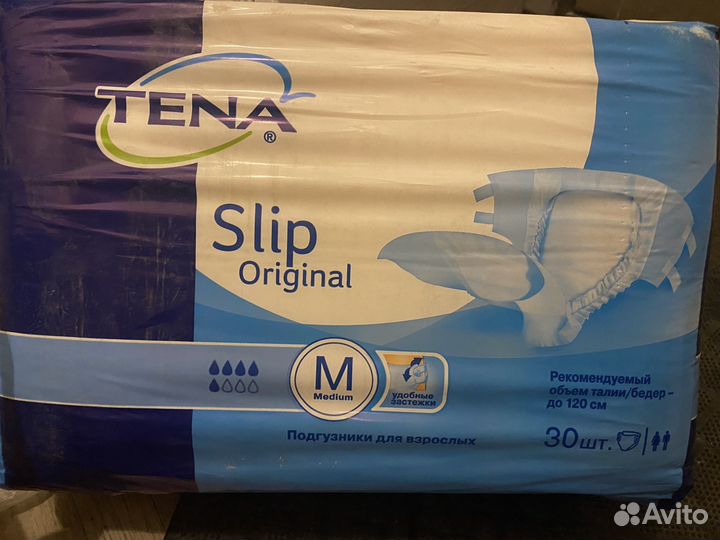 TENA®
Slip
Original
M
Medium
удобные
застежки
Рекомендуемый
объем талии/бедер –
до 120 см
Подгузники для взрослых
30шт.
Avito